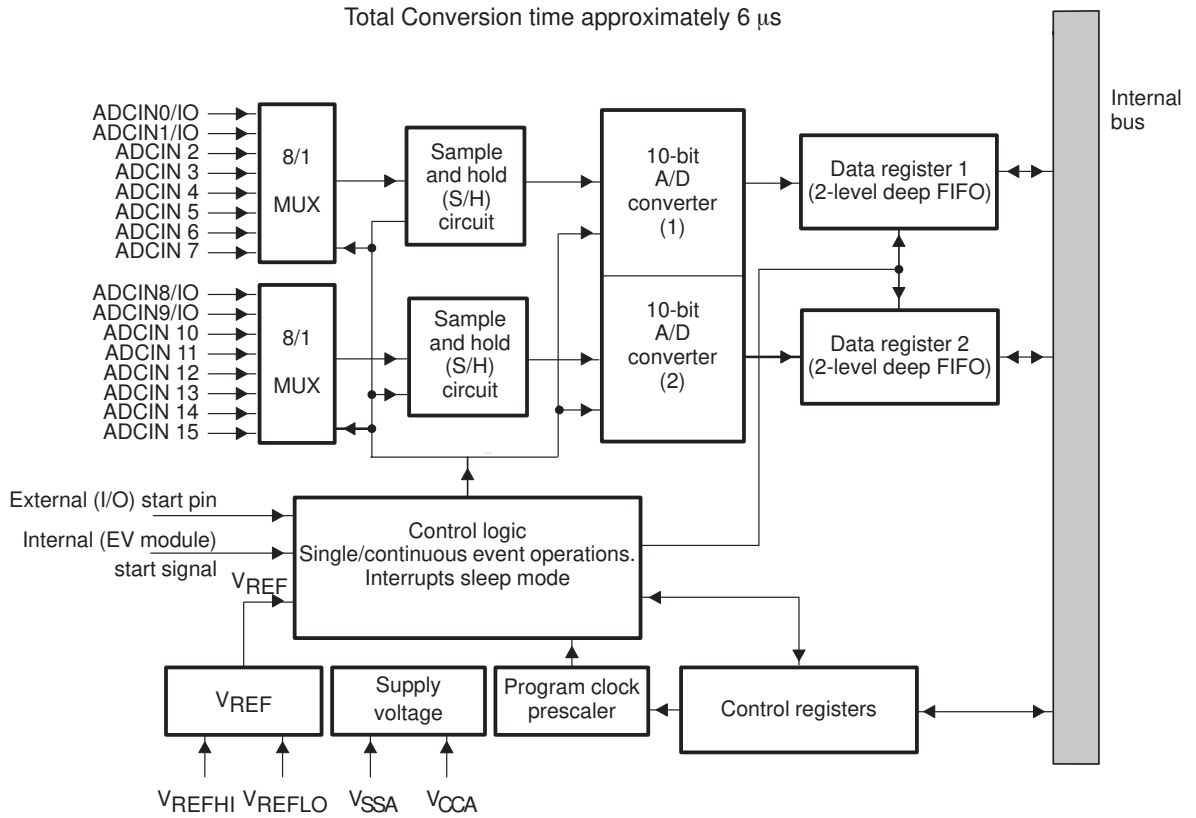 Total Conversion time approximately 6 μs
Internal
bus
ADCIN0/IO
ADCIN1/IO
ADCIN 2
ADCIN 3
ADCIN 4
ADCIN 5
ADCIN 6
ADCIN 7
8/1
MUX
Sample
and hold
(S/H)
circuit
10-bit
A/D
converter
(1)
Data register 1
(2-level deep FIFO)
ADCIN8/IO
ADCIN9/IO
ADCIN 10
ADCIN 11
ADCIN 12
ADCIN 13
ADCIN 14
ADCIN 15
8/1
MUX
Sample
and hold
(S/H)
circuit
10-bit
A/D
converter
(2)
Data register 2
(2-level deep FIFO)
External (I/O) start pin
Internal (EV module)
start signal
VREF
Control logic
Single/continuous event operations.
Interrupts sleep mode
VREF
Supply
voltage
Program clock
prescaler
Control registers
VREFHI
VREFLO
VSSA
VCCA